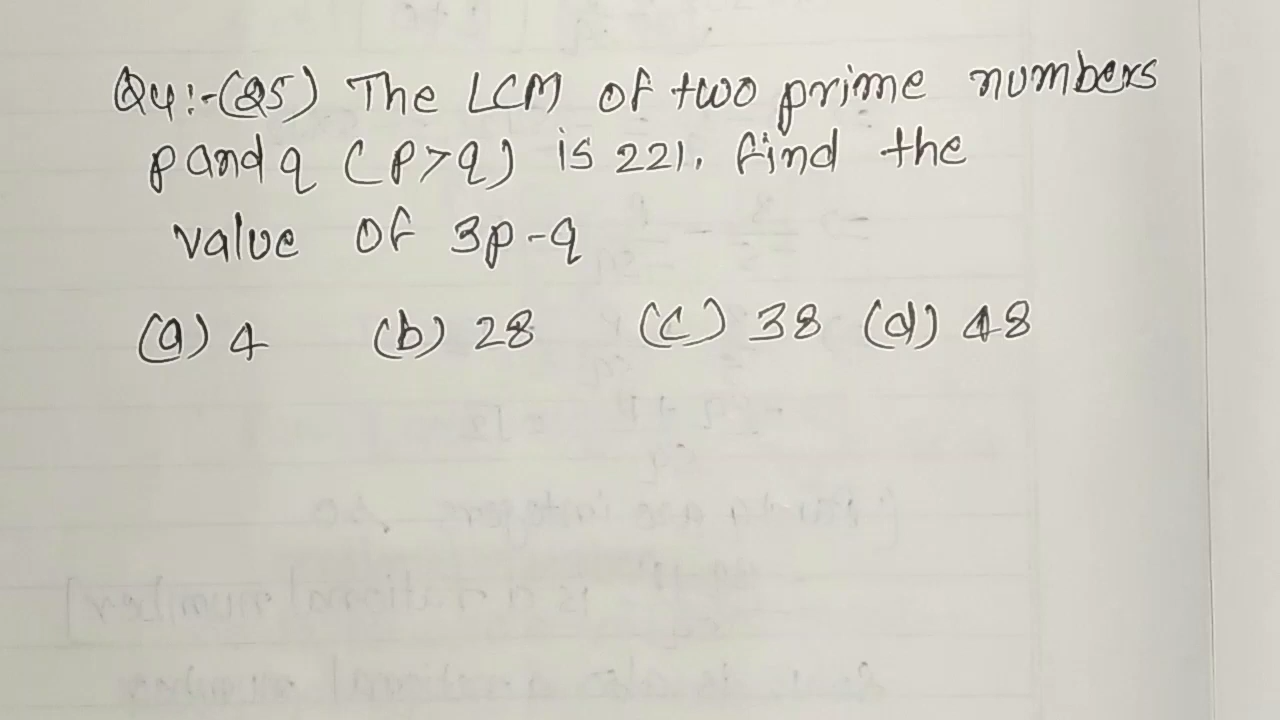 Q4:-(25) The LCM of two prime numbers
p and q (p>q) is 221. find the
value of 3p-q
(a) 4 (b) 28 (c) 38 (d) 48